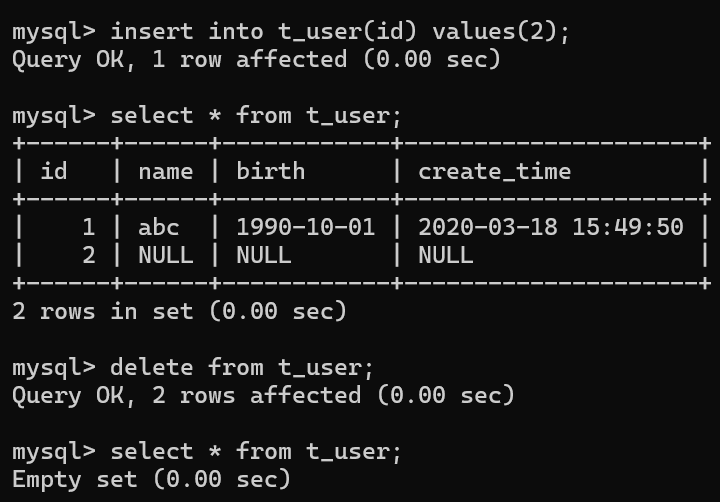 mysql> insert into t_user(id) values(2);
Query OK, 1 row affected (0.00 sec)

mysql> select * from t_user;
+------+------+------------+---------------------+
| id   | name | birth      | create_time         |
+------+------+------------+---------------------+
|    1 | abc  | 1990-10-01 | 2020-03-18 15:49:50 |
|    2 | NULL | NULL       | NULL                |
+------+------+------------+---------------------+
2 rows in set (0.00 sec)

mysql> delete from t_user;
Query OK, 2 rows affected (0.00 sec)

mysql> select * from t_user;
Empty set (0.00 sec)